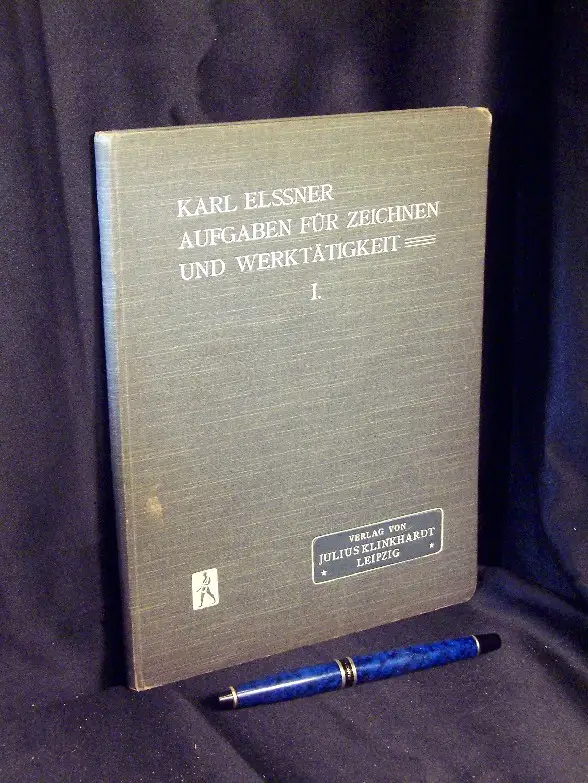 KARL ELSSNER
AUFGABEN FÜR ZEICHNEN
UND WERKTÄTIGKEIT
I.
VERLAG VON
JULIUS KLINKHARDT
LEIPZIG